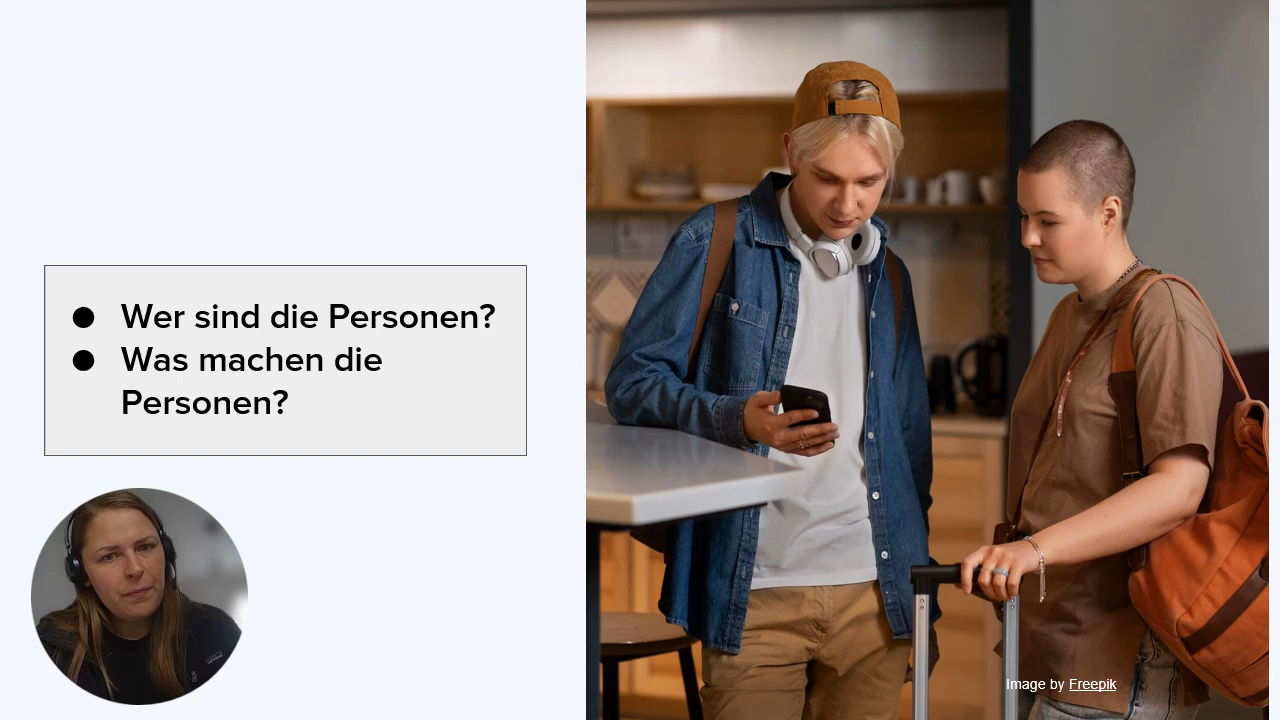 ● Wer sind die Personen?
● Was machen die
Personen?
Image by Freepik